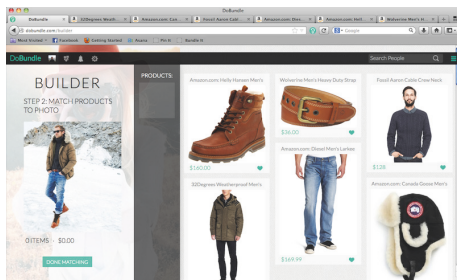 DoBundle
DoBundle
32Degrees Weath...
Amazon.com: Can...
Fossil Aaron Cabl...
Amazon.com: Dies...
Amazon.com: Hell...
Wolverine Men's H...
dobundle.com/builder
Google
Most Visited
Facebook
Getting Started
Asana
Pin It
Bundle It
DoBundle
Search People
BUILDER
STEP 2: MATCH PRODUCTS
TO PHOTO
0 ITEMS - $0.00
DONE MATCHING
PRODUCTS:
Amazon.com: Helly Hansen Men's
$160.00
32Degrees Weatherproof Men's
Wolverine Men's Heavy Duty Strap
$36.00
Amazon.com: Diesel Men's Larkee
$169.99
Fossil Aaron Cable Crew Neck
$128
Amazon.com: Canada Goose Men's